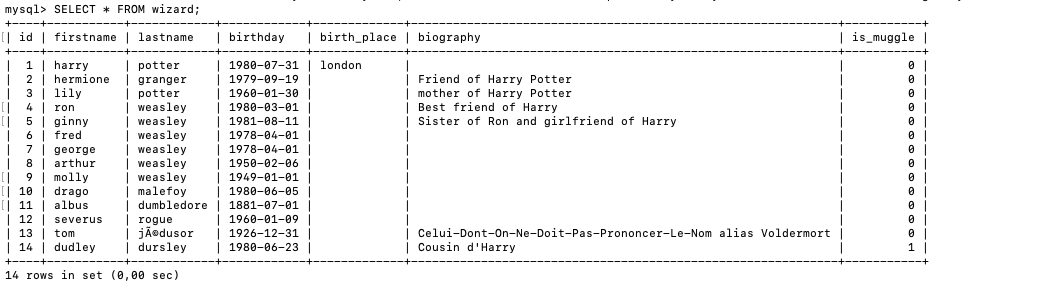 mysql> SELECT * FROM wizard;
+----+-----------+------------+------------+-------------+-----------------------------------------------------------+-----------+
| id | firstname | lastname   | birthday   | birth_place | biography                                                 | is_muggle |
+----+-----------+------------+------------+-------------+-----------------------------------------------------------+-----------+
|  1 | harry     | potter     | 1980-07-31 | london      |                                                           |         0 |
|  2 | hermione  | granger    | 1979-09-19 |             | Friend of Harry Potter                                    |         0 |
|  3 | lily      | potter     | 1960-01-30 |             | mother of Harry Potter                                    |         0 |
|  4 | ron       | weasley    | 1980-03-01 |             | Best friend of Harry                                      |         0 |
|  5 | ginny     | weasley    | 1981-08-11 |             | Sister of Ron and girlfriend of Harry                     |         0 |
|  6 | fred      | weasley    | 1978-04-01 |             |                                                           |         0 |
|  7 | george    | weasley    | 1978-04-01 |             |                                                           |         0 |
|  8 | arthur    | weasley    | 1950-02-06 |             |                                                           |         0 |
|  9 | molly     | weasley    | 1949-01-01 |             |                                                           |         0 |
| 10 | drago     | malefoy    | 1980-06-05 |             |                                                           |         0 |
| 11 | albus     | dumbledore | 1881-07-01 |             |                                                           |         0 |
| 12 | severus   | rogue      | 1960-01-09 |             |                                                           |         0 |
| 13 | tom       | jÃ©dusor   | 1926-12-31 |             | Celui-Dont-On-Ne-Doit-Pas-Prononcer-Le-Nom alias Voldermort |         0 |
| 14 | dudley    | dursley    | 1980-06-23 |             | Cousin d'Harry                                            |         1 |
+----+-----------+------------+------------+-------------+-----------------------------------------------------------+-----------+
14 rows in set (0,00 sec)